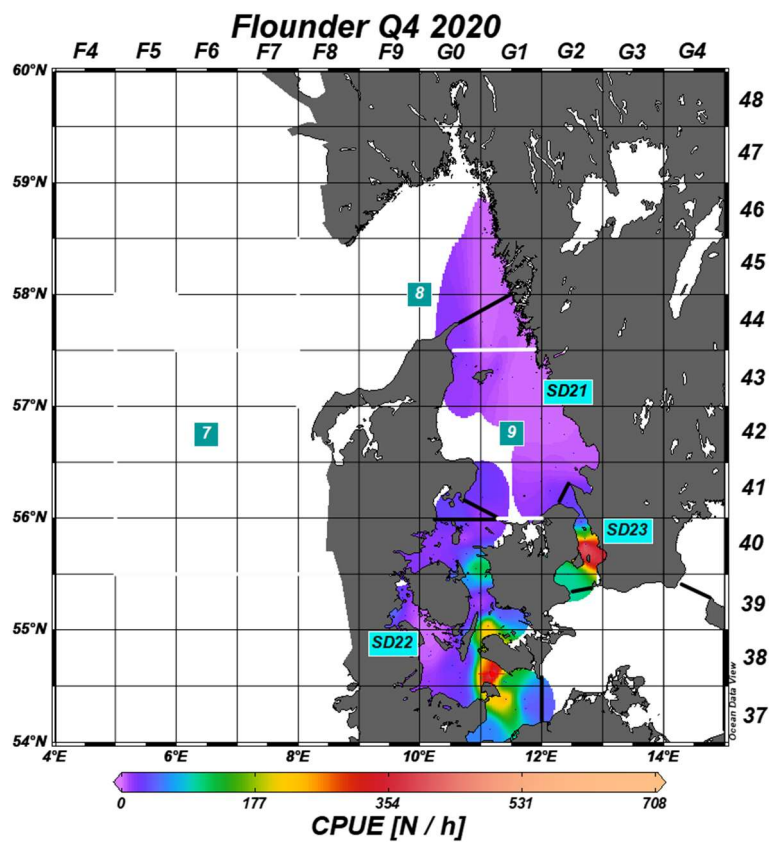 Flounder Q4 2020
F4 F5 F6 F7 F8 F9 G0 G1 G2 G3 G4
60°N
48
47
59°N
46
45
8
58°N
44
43
SD21
57°N
7
9
42
41
56°N
SD23
40
39
55°N
SD22
38
37
54°N
Ocean Data View
4°E 6°E 8°E 10°E 12°E 14°E
0 177 354 531 708
CPUE [N / h]